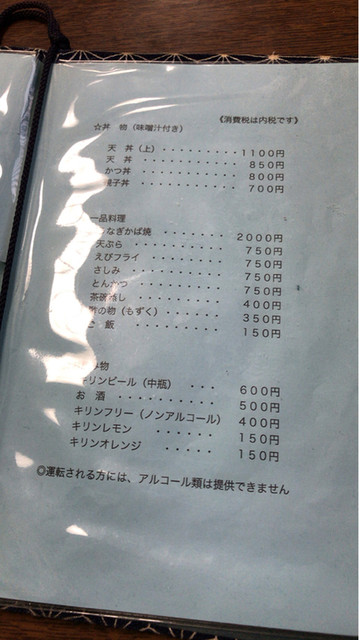 《消費税は内税です》
☆丼 物（味噌汁付き）
天 丼（上）・・・・・・・・・1100円
天 丼 ・・・・・・・・・・・850円
かつ丼 ・・・・・・・・・・・800円
子丼 ・・・・・・・・・・・700円
一品料理
なぎかば焼 ・・・・・・・2000円
天ぷら ・・・・・・・・・750円
えびフライ ・・・・・・・750円
さしみ ・・・・・・・・・750円
とんかつ ・・・・・・・・750円
茶碗蒸し ・・・・・・・・400円
の物（もずく）・・・・・・350円
飯 ・・・・・・・・・・150円
物
キリンビール（中瓶） ・・・ 600円
お 酒 ・・・・・・・・・・ 500円
キリンフリー（ノンアルコール） 400円
キリンレモン ・・・・・ 150円
キリンオレンジ ・・・・・ 150円
◎運転される方には、アルコール類は提供できません